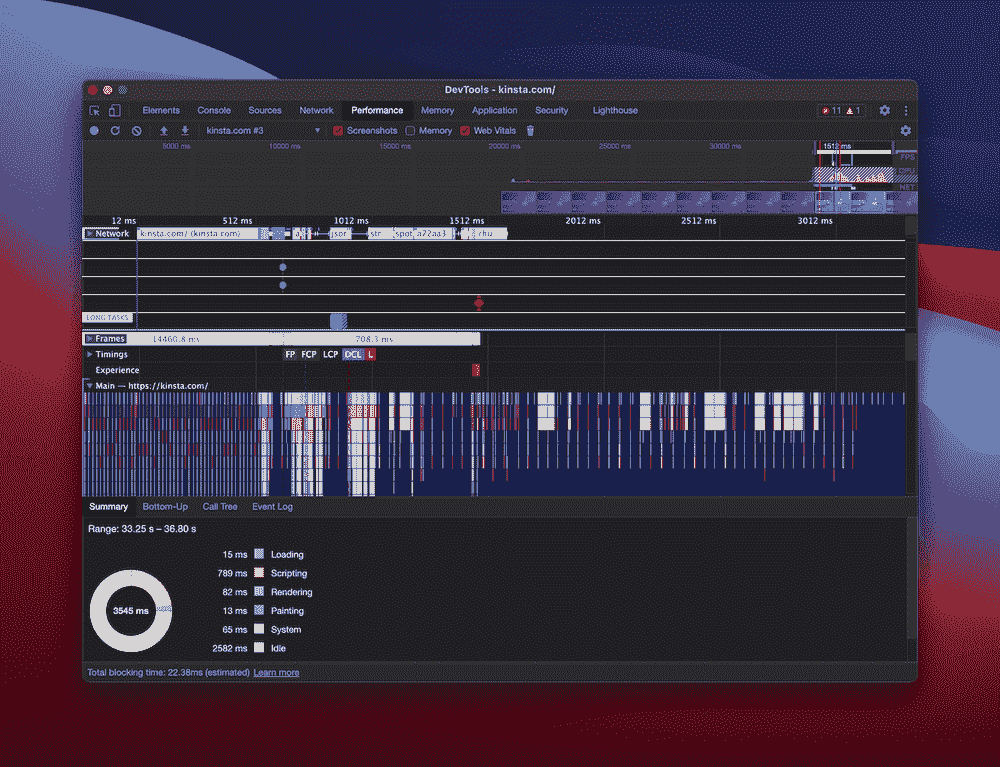 DevTools - kinsta.com/
Elements Console Sources Network Performance Memory Application Security Lighthouse 11 1
kinsta.com #3 Screenshots Memory Web Vitals
5000 ms 10000 ms 15000 ms 20000 ms 25000 ms 30000 ms 1512 ms
FPS
CPU
NET
12 ms 512 ms 1012 ms 1512 ms 2012 ms 2512 ms 3012 ms
Network kinsta.com/ (kinsta.com)
LONG TASKS
Frames 14460.8 ms 708.3 ms
Timings FP FCP LCP DCL L
Experience
Main — https://kinsta.com/
Summary Bottom-Up Call Tree Event Log
Range: 33.25 s – 36.80 s
15 ms Loading
789 ms Scripting
82 ms Rendering
3545 ms
13 ms Painting
65 ms System
2582 ms Idle
Total blocking time: 22.38ms (estimated) Learn more